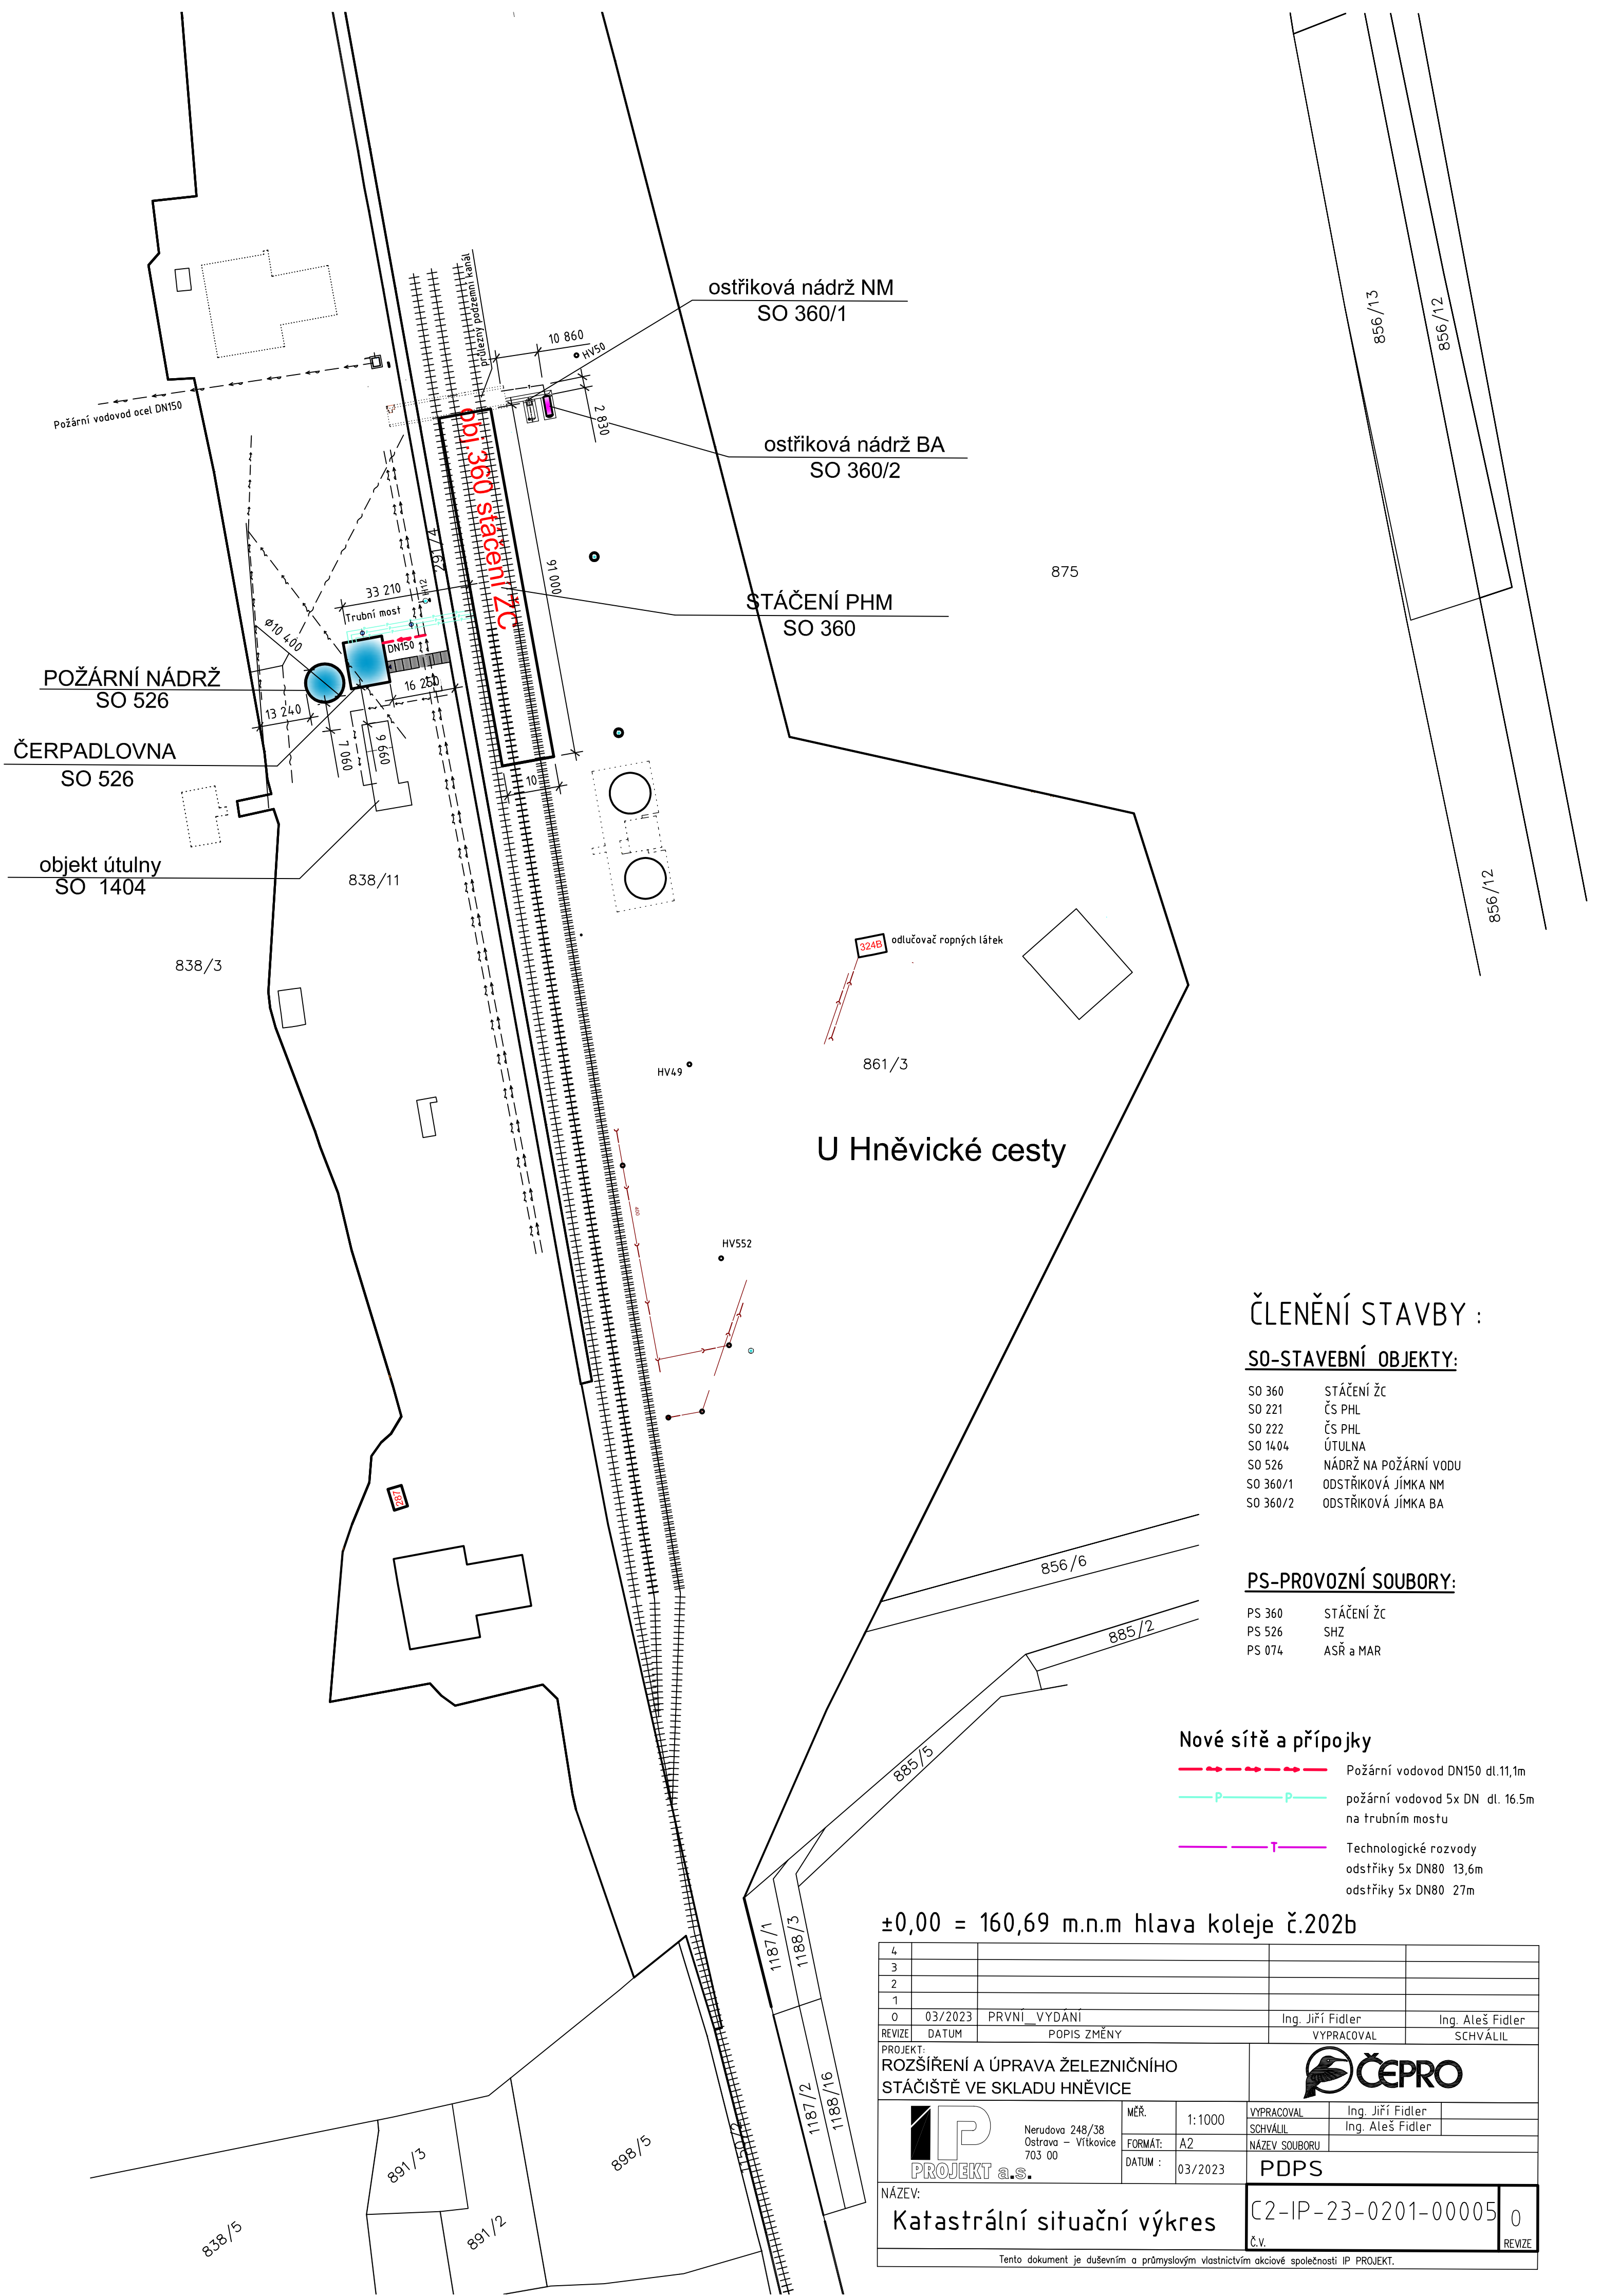 ostřiková nádrž NM
SO 360/1
průlezný podzemní kanál
10 860
HV50
2 830
Požární vodovod ocel DN150
ostřiková nádrž BA
SO 360/2
obj.360 stáčení ŽC
291/4
91 000
33 210
H12
Trubní most
ø10 400
DN150
16 250
13 240
7 060
9 660
10
STÁČENÍ PHM
SO 360
POŽÁRNÍ NÁDRŽ
SO 526
ČERPADLOVNA
SO 526
objekt útulny
SO 1404
838/11
838/3
875
856/13
856/12
856/12
324B
odlučovač ropných látek
HV49
861/3
U Hněvické cesty
400
HV552
287
856/6
885/2
885/5
1187/1
1188/3
1187/2
1188/16
1150/2
898/5
891/3
891/2
838/5
ČLENĚNÍ STAVBY :
SO-STAVEBNÍ OBJEKTY:
SO 360 STÁČENÍ ŽC
SO 221 ČS PHL
SO 222 ČS PHL
SO 1404 ÚTULNA
SO 526 NÁDRŽ NA POŽÁRNÍ VODU
SO 360/1 ODSTŘIKOVÁ JÍMKA NM
SO 360/2 ODSTŘIKOVÁ JÍMKA BA
PS-PROVOZNÍ SOUBORY:
PS 360 STÁČENÍ ŽC
PS 526 SHZ
PS 074 ASŘ a MAR
Nové sítě a přípojky
Požární vodovod DN150 dl.11,1m
P P požární vodovod 5x DN dl. 16.5m
na trubním mostu
T Technologické rozvody
odstřiky 5x DN80 13,6m
odstřiky 5x DN80 27m
±0,00 = 160,69 m.n.m hlava koleje č.202b
4
3
2
1
0 03/2023 PRVNÍ_VYDÁNÍ Ing. Jiří Fidler Ing. Aleš Fidler
REVIZE DATUM POPIS ZMĚNY VYPRACOVAL SCHVÁLIL
PROJEKT:
ROZŠÍŘENÍ A ÚPRAVA ŽELEZNIČNÍHO
STÁČIŠTĚ VE SKLADU HNĚVICE
ČEPRO
IP
PROJEKT a.s.
Nerudova 248/38
Ostrava – Vítkovice
703 00
MĚŘ. 1:1000
FORMÁT: A2
DATUM : 03/2023
VYPRACOVAL Ing. Jiří Fidler
SCHVÁLIL Ing. Aleš Fidler
NÁZEV SOUBORU
PDPS
NÁZEV:
Katastrální situační výkres
C2-IP-23-0201-00005
Č.V.
0
REVIZE
Tento dokument je duševním a průmyslovým vlastnictvím akciové společnosti IP PROJEKT.